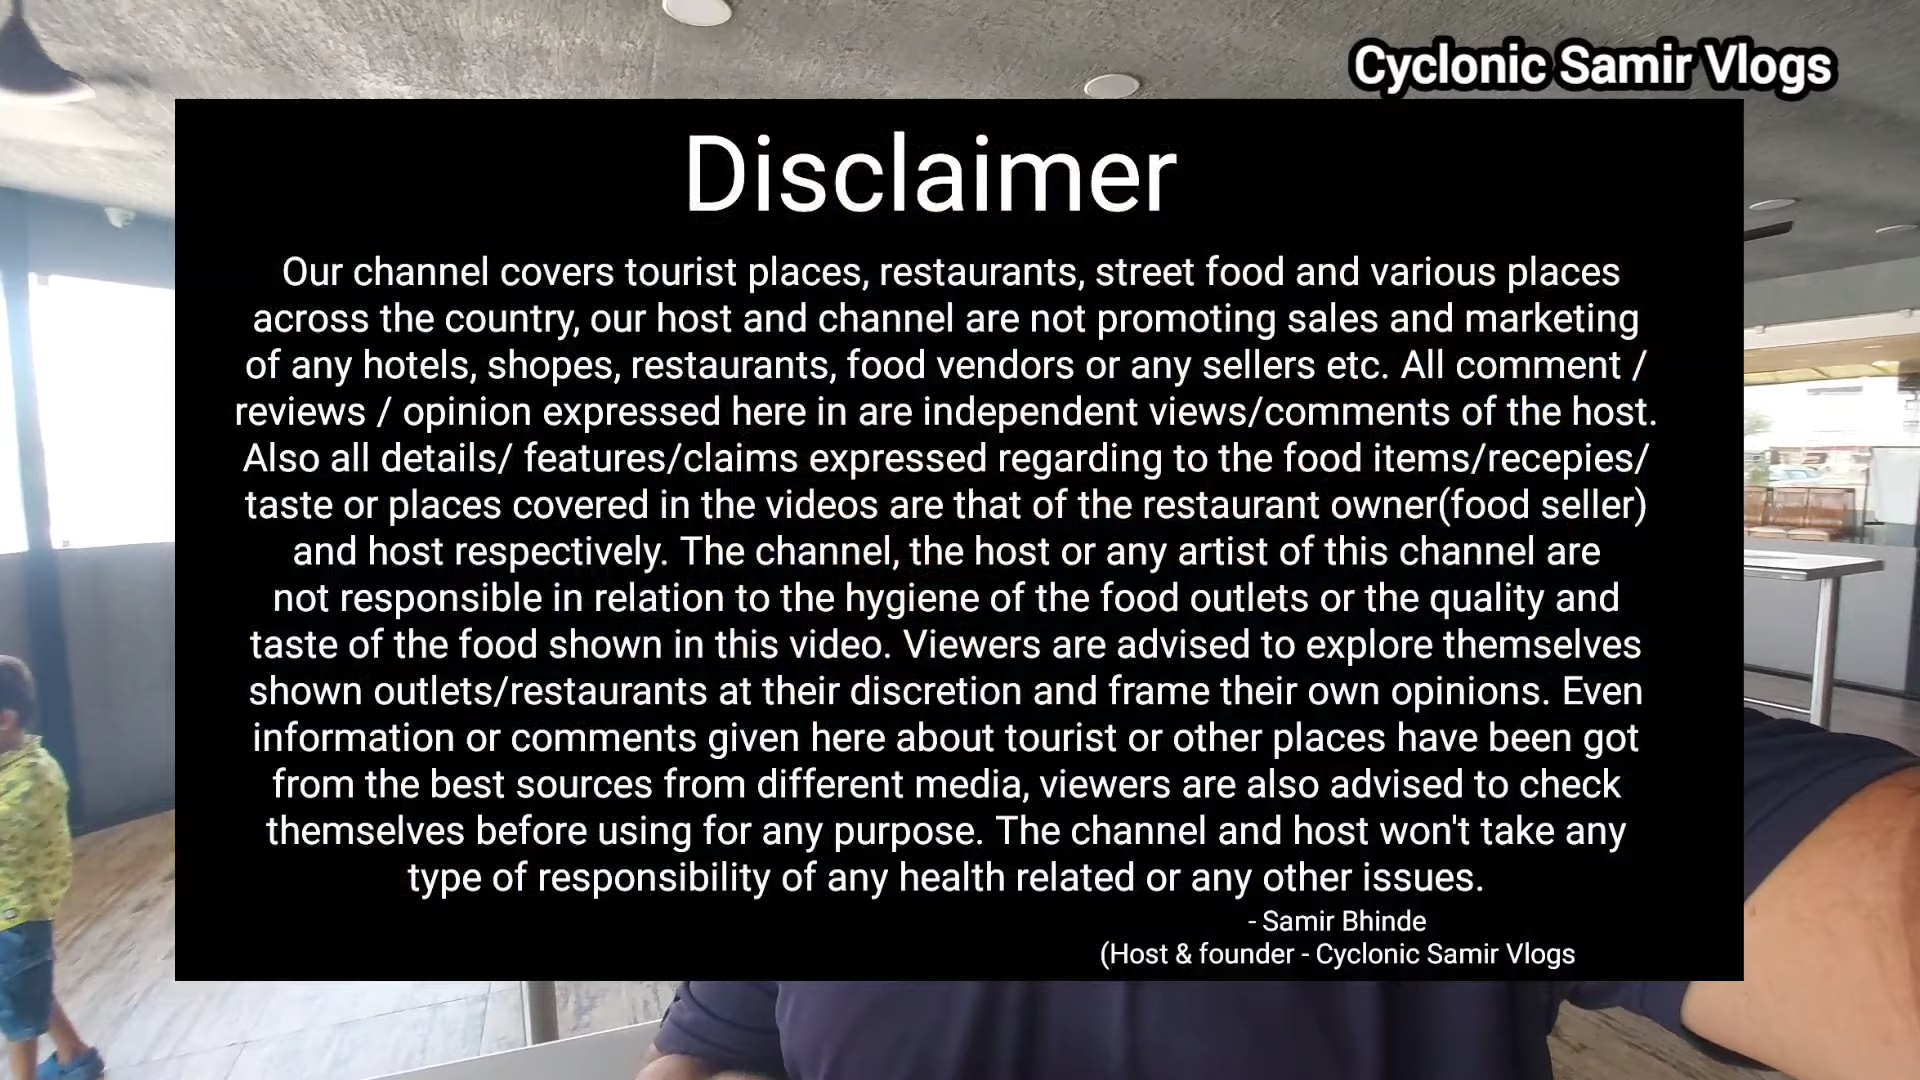 Cyclonic Samir Vlogs
Disclaimer
Our channel covers tourist places, restaurants, street food and various places
across the country, our host and channel are not promoting sales and marketing
of any hotels, shopes, restaurants, food vendors or any sellers etc. All comment /
reviews / opinion expressed here in are independent views/comments of the host.
Also all details/ features/claims expressed regarding to the food items/recepies/
taste or places covered in the videos are that of the restaurant owner(food seller)
and host respectively. The channel, the host or any artist of this channel are
not responsible in relation to the hygiene of the food outlets or the quality and
taste of the food shown in this video. Viewers are advised to explore themselves
shown outlets/restaurants at their discretion and frame their own opinions. Even
information or comments given here about tourist or other places have been got
from the best sources from different media, viewers are also advised to check
themselves before using for any purpose. The channel and host won't take any
type of responsibility of any health related or any other issues.
- Samir Bhinde
(Host & founder - Cyclonic Samir Vlogs